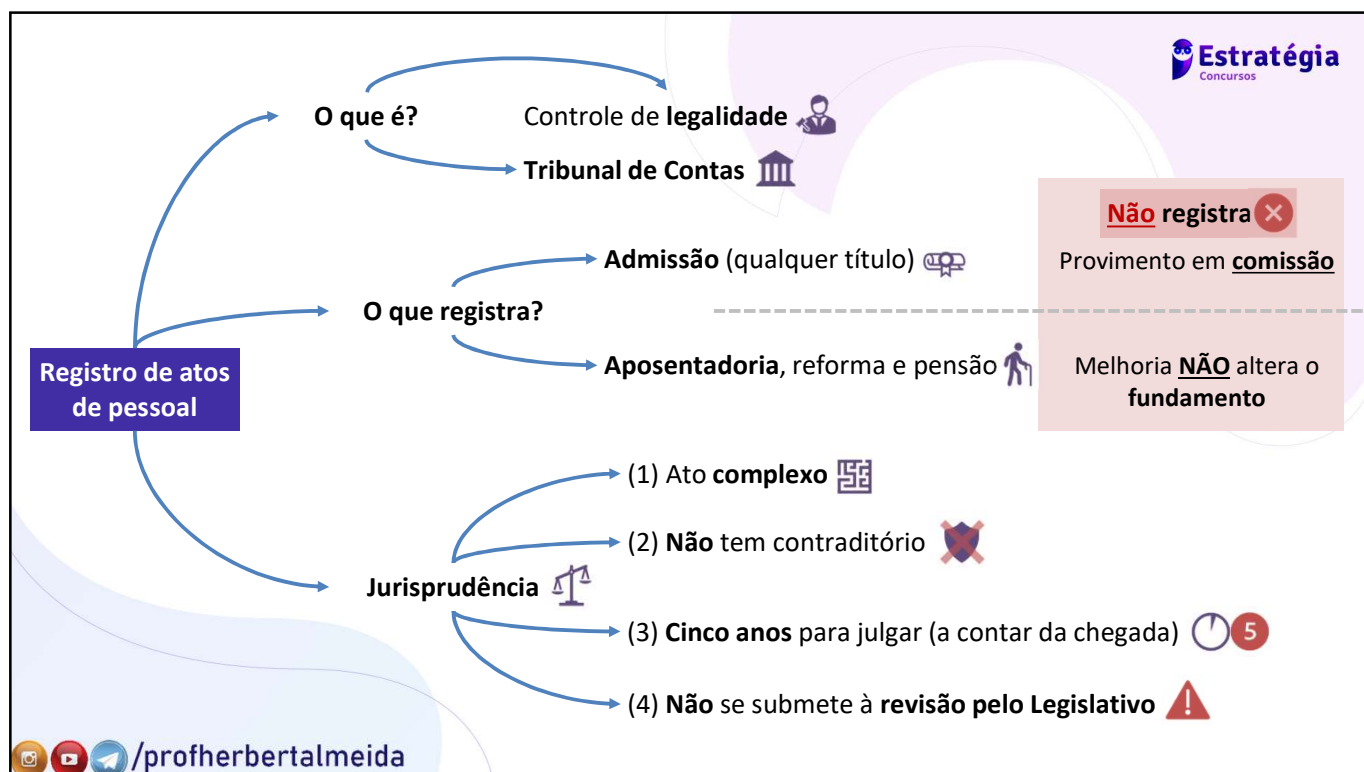 Estratégia
Concursos
O que é?
Controle de legalidade
Tribunal de Contas
Não registra
Admissão (qualquer título)
Provimento em comissão
O que registra?
Aposentadoria, reforma e pensão
Melhoria NÃO altera o
fundamento
Registro de atos
de pessoal
(1) Ato complexo
(2) Não tem contraditório
Jurisprudência
(3) Cinco anos para julgar (a contar da chegada)
5
(4) Não se submete à revisão pelo Legislativo
/profherbertalmeida